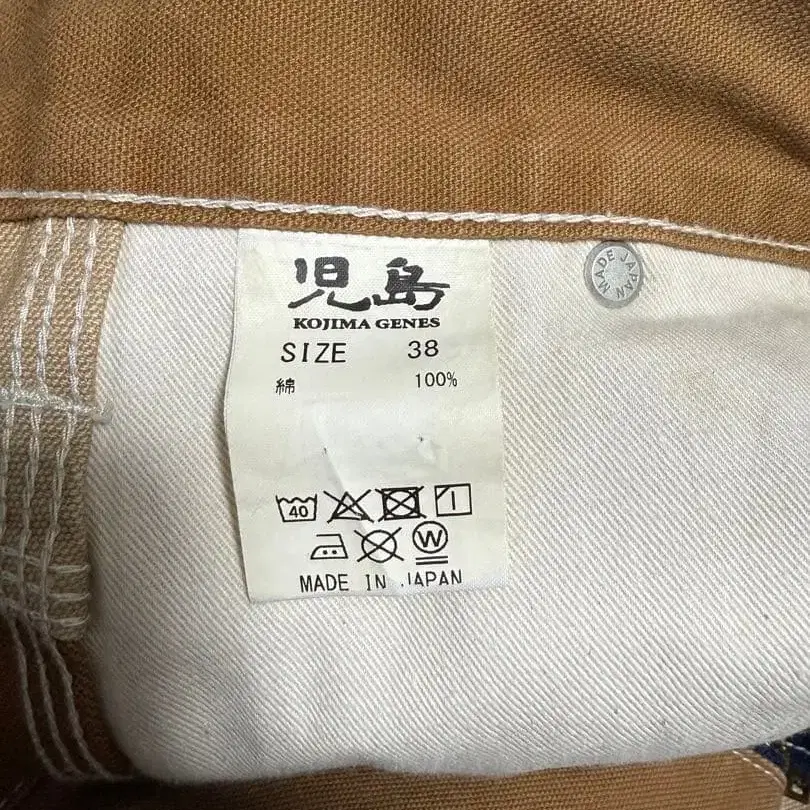 児島
KOJIMA GENES
SIZE 38
綿 100%
40
W
MADE IN JAPAN
MADE JAPAN